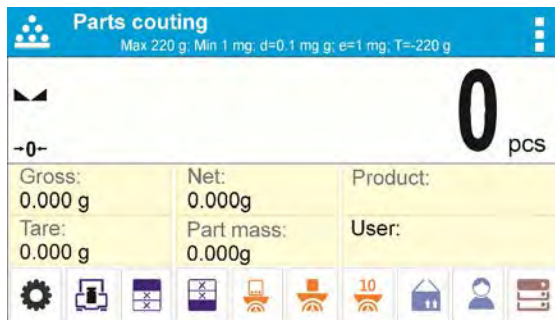 Parts couting
Max 220 g; Min 1 mg; d=0.1 mg g; e=1 mg; T=-220 g
0 pcs
→0←
Gross:
0.000 g
Net:
0.000g
Product:
Tare:
0.000 g
Part mass:
0.000g
User:
10